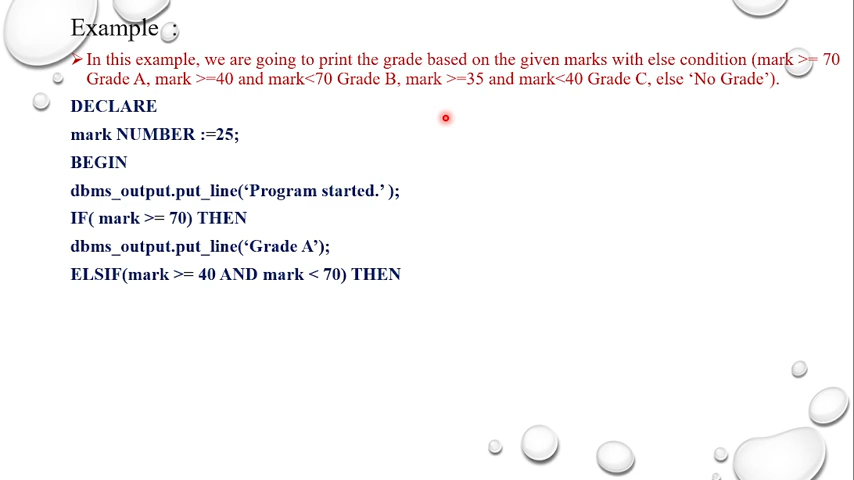 Example :
➢ In this example, we are going to print the grade based on the given marks with else condition (mark >= 70
Grade A, mark >=40 and mark<70 Grade B, mark >=35 and mark<40 Grade C, else ‘No Grade’).
DECLARE
mark NUMBER :=25;
BEGIN
dbms_output.put_line(‘Program started.’ );
IF( mark >= 70) THEN
dbms_output.put_line(‘Grade A’);
ELSIF(mark >= 40 AND mark < 70) THEN